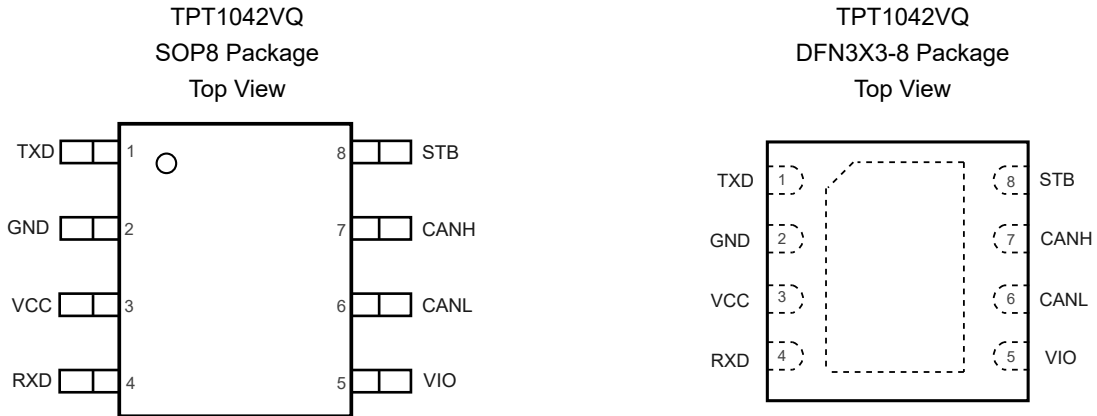 TPT1042VQ
SOP8 Package
Top View
TXD 1 8 STB
GND 2 7 CANH
VCC 3 6 CANL
RXD 4 5 VIO
TPT1042VQ
DFN3X3-8 Package
Top View
TXD 1 8 STB
GND 2 7 CANH
VCC 3 6 CANL
RXD 4 5 VIO